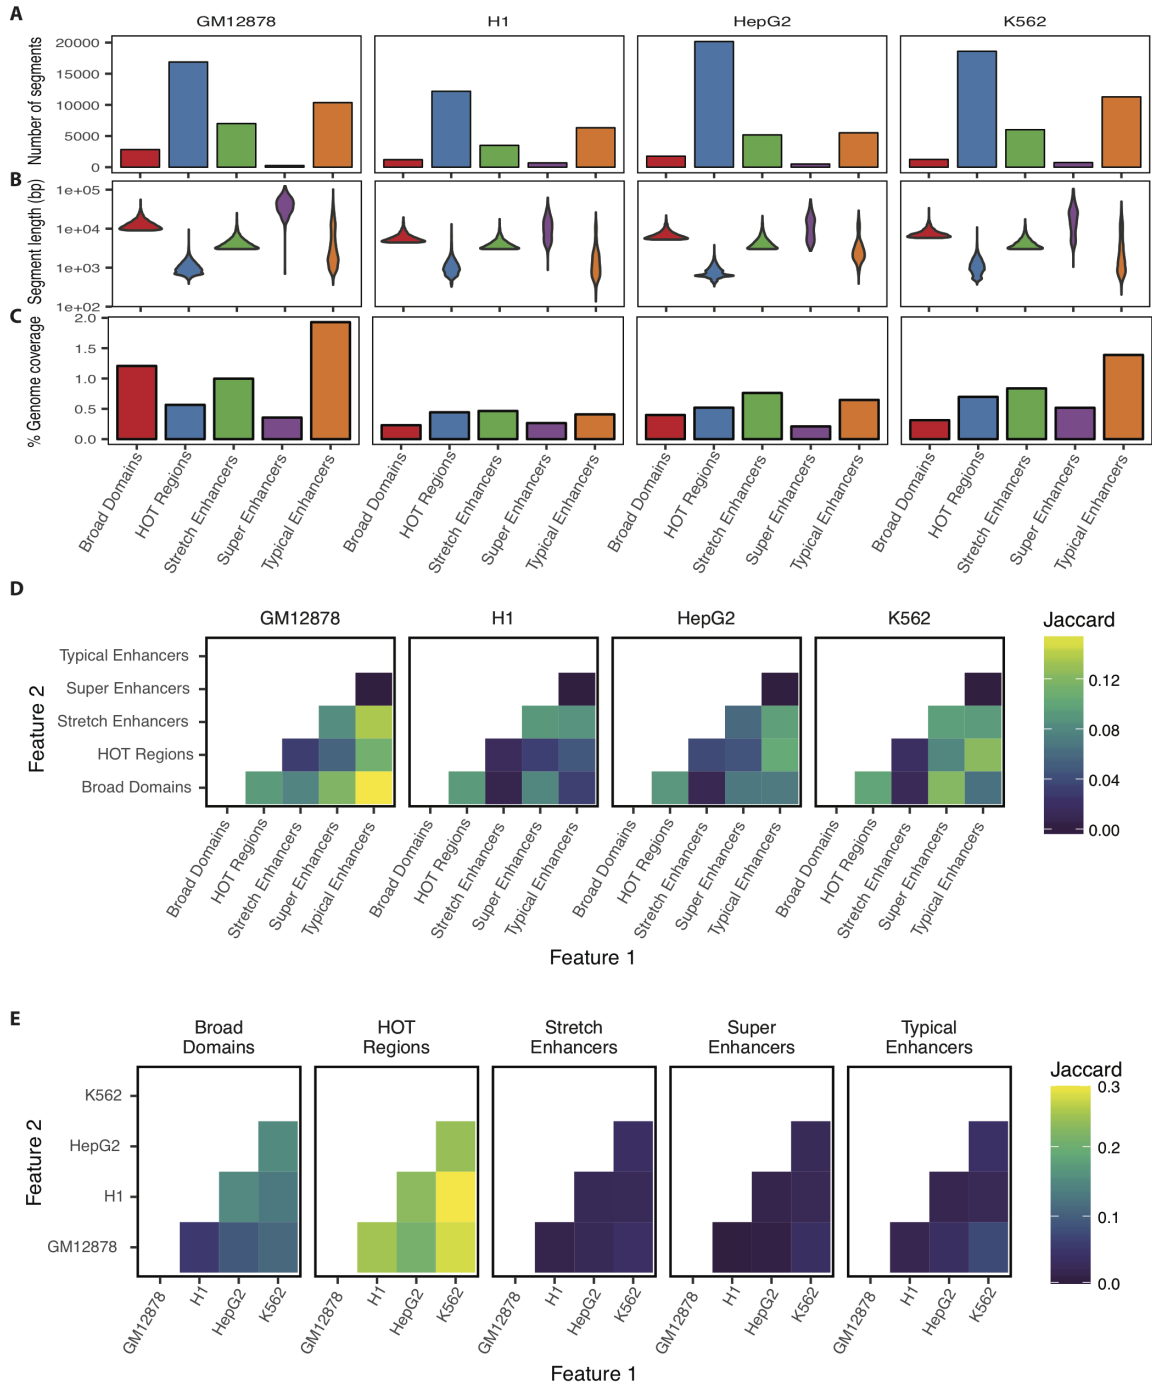 A
GM12878 H1 HepG2 K562
Number of segments
20000
15000
10000
5000
0
B
Segment length (bp)
1e+05
1e+04
1e+03
1e+02
C
% Genome coverage
2.0
1.5
1.0
0.5
0.0
Broad Domains HOT Regions Stretch Enhancers Super Enhancers Typical Enhancers
Broad Domains HOT Regions Stretch Enhancers Super Enhancers Typical Enhancers
Broad Domains HOT Regions Stretch Enhancers Super Enhancers Typical Enhancers
Broad Domains HOT Regions Stretch Enhancers Super Enhancers Typical Enhancers
D
GM12878 H1 HepG2 K562
Feature 2
Typical Enhancers
Super Enhancers
Stretch Enhancers
HOT Regions
Broad Domains
Jaccard
0.12
0.08
0.04
0.00
Broad Domains HOT Regions Stretch Enhancers Super Enhancers Typical Enhancers
Broad Domains HOT Regions Stretch Enhancers Super Enhancers Typical Enhancers
Broad Domains HOT Regions Stretch Enhancers Super Enhancers Typical Enhancers
Broad Domains HOT Regions Stretch Enhancers Super Enhancers Typical Enhancers
Feature 1
E
Broad Domains
HOT Regions
Stretch Enhancers
Super Enhancers
Typical Enhancers
Feature 2
K562
HepG2
H1
GM12878
Jaccard
0.3
0.2
0.1
0.0
GM12878 H1 HepG2 K562
GM12878 H1 HepG2 K562
GM12878 H1 HepG2 K562
GM12878 H1 HepG2 K562
GM12878 H1 HepG2 K562
Feature 1